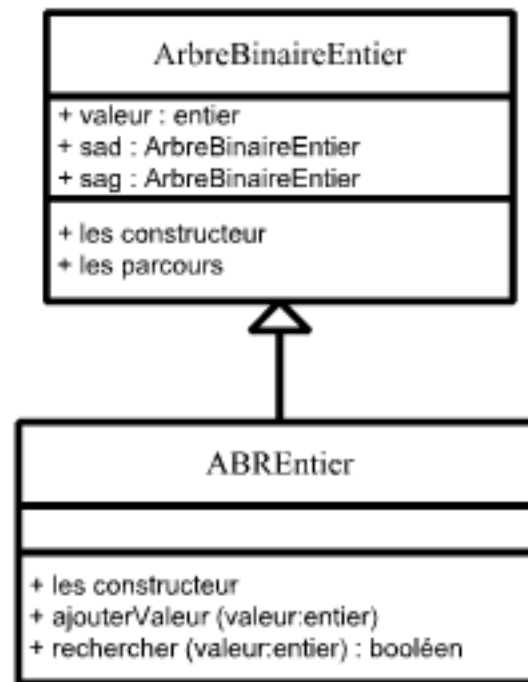 ArbreBinaireEntier
+ valeur : entier
+ sad : ArbreBinaireEntier
+ sag : ArbreBinaireEntier
+ les constructeur
+ les parcours
ABREntier
+ les constructeur
+ ajouterValeur (valeur:entier)
+ rechercher (valeur:entier) : booléen